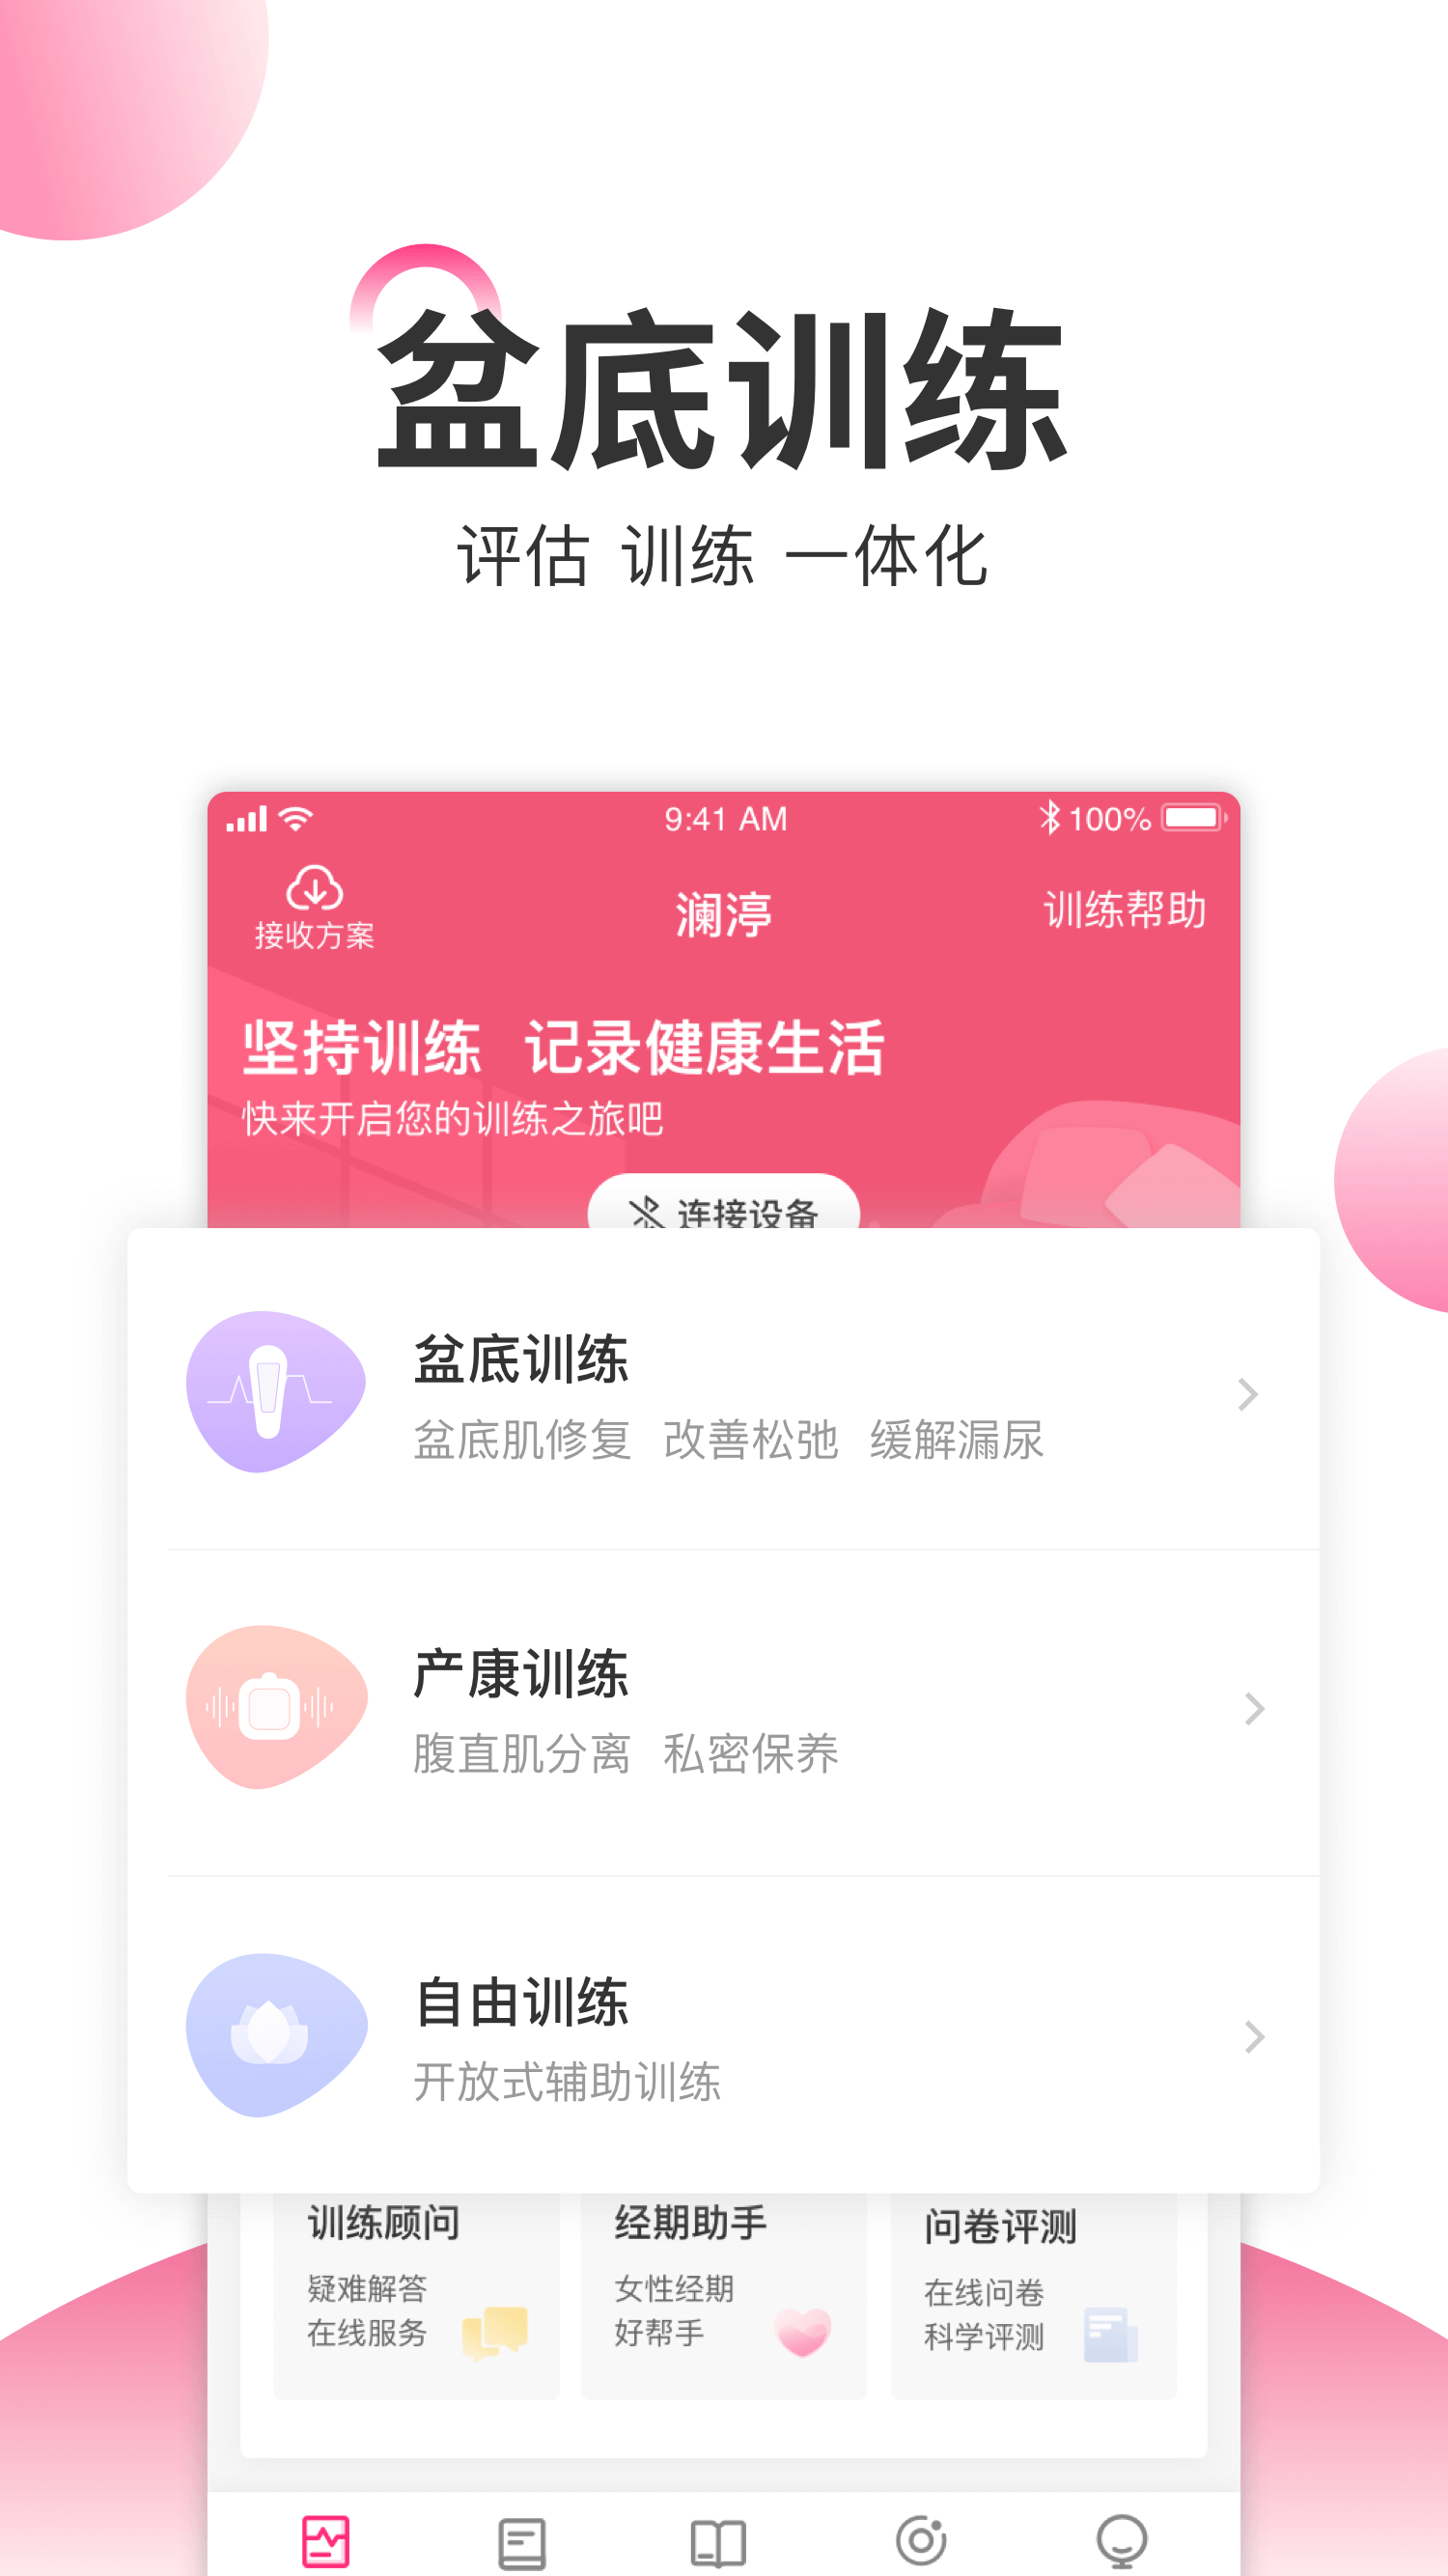 盆底训练
评估 训练 一体化
9:41 AM
100%
接收方案
澜渟
训练帮助
坚持训练 记录健康生活
快来开启您的训练之旅吧
连接设备
盆底训练
盆底肌修复 改善松弛 缓解漏尿
产康训练
腹直肌分离 私密保养
自由训练
开放式辅助训练
训练顾问
疑难解答
在线服务
经期助手
女性经期
好帮手
问卷评测
在线问卷
科学评测